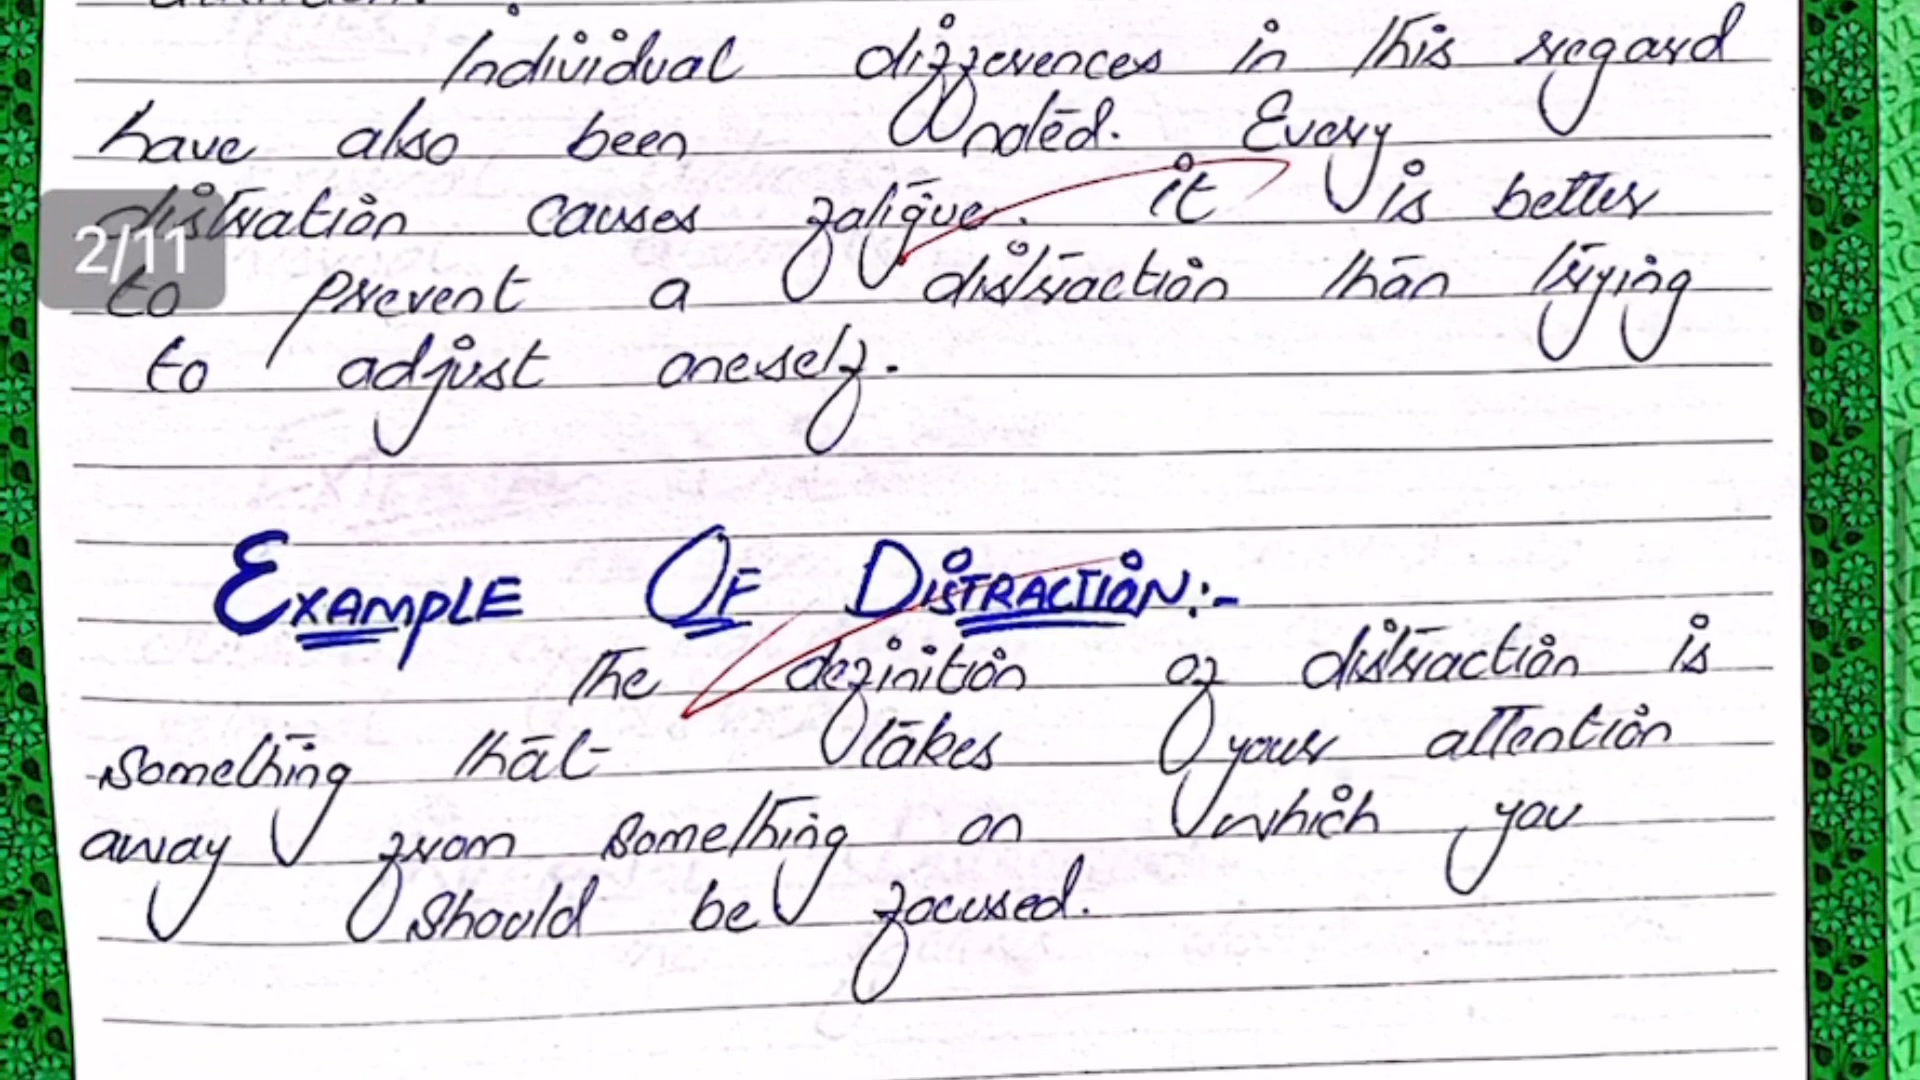 Individual differences in this regard
have also been noted. Every
distration causes fatigue. it is better
to prevent a distraction than trying
to adjust oneself.
EXAMPLE OF DISTRACTION:-
The definition of distraction is
something that takes your attention
away from something on which you
should be focused.
2/11